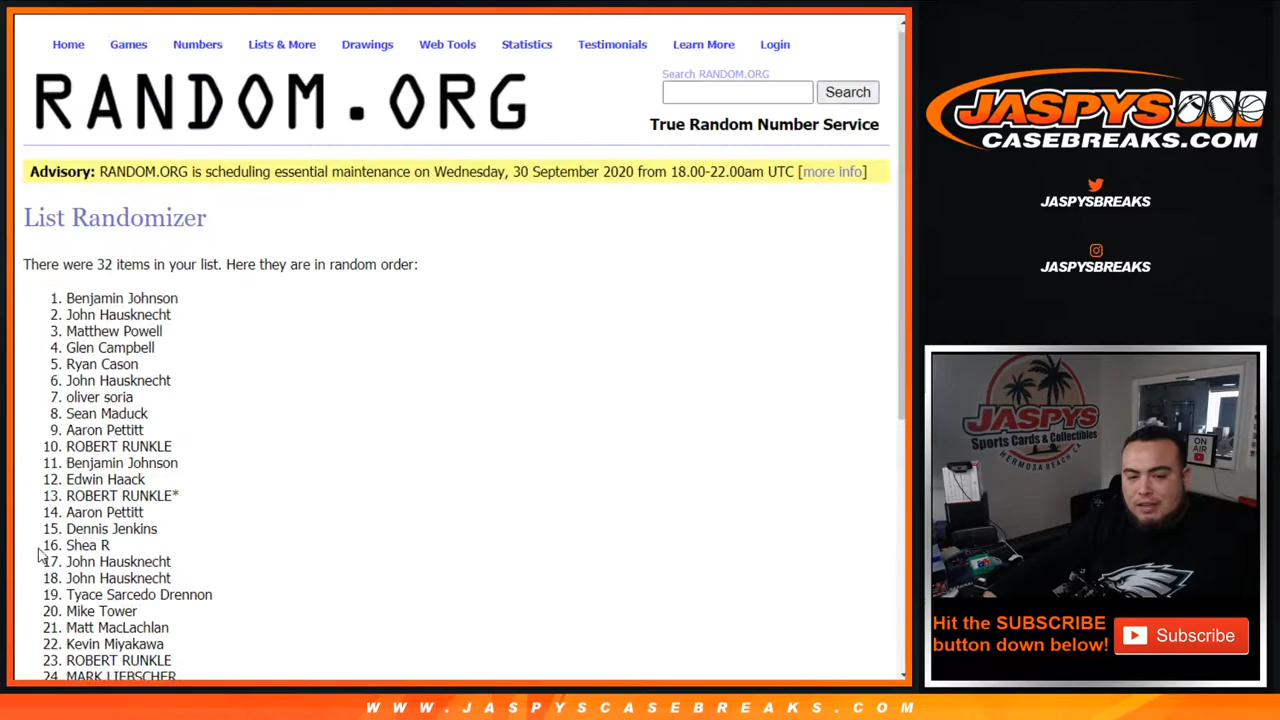 Home Games Numbers Lists & More Drawings Web Tools Statistics Testimonials Learn More Login
RANDOM.ORG
Search RANDOM.ORG
Search
True Random Number Service
Advisory: RANDOM.ORG is scheduling essential maintenance on Wednesday, 30 September 2020 from 18.00-22.00am UTC [more info]
List Randomizer
There were 32 items in your list. Here they are in random order:
1. Benjamin Johnson
2. John Hausknecht
3. Matthew Powell
4. Glen Campbell
5. Ryan Cason
6. John Hausknecht
7. oliver soria
8. Sean Maduck
9. Aaron Pettitt
10. ROBERT RUNKLE
11. Benjamin Johnson
12. Edwin Haack
13. ROBERT RUNKLE*
14. Aaron Pettitt
15. Dennis Jenkins
16. Shea R
17. John Hausknecht
18. John Hausknecht
19. Tyace Sarcedo Drennon
20. Mike Tower
21. Matt MacLachlan
22. Kevin Miyakawa
23. ROBERT RUNKLE
24. MARK LIEBSCHER
JASPYS
CASEBREAKS.COM
JASPYSBREAKS
JASPYSBREAKS
JASPYS
Sports Cards & Collectibles
HERMOSA BEACH CA
ON
AIR
Hit the SUBSCRIBE
button down below!
Subscribe
WWW.JASPYSCASEBREAKS.COM